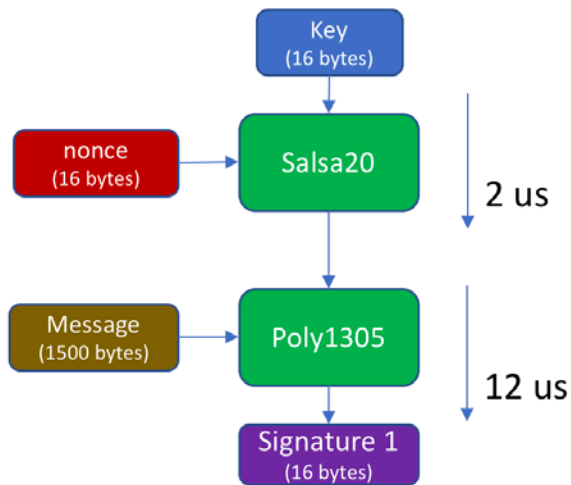 Key
(16 bytes)
nonce
(16 bytes)
Salsa20
2 us
Message
(1500 bytes)
Poly1305
12 us
Signature 1
(16 bytes)